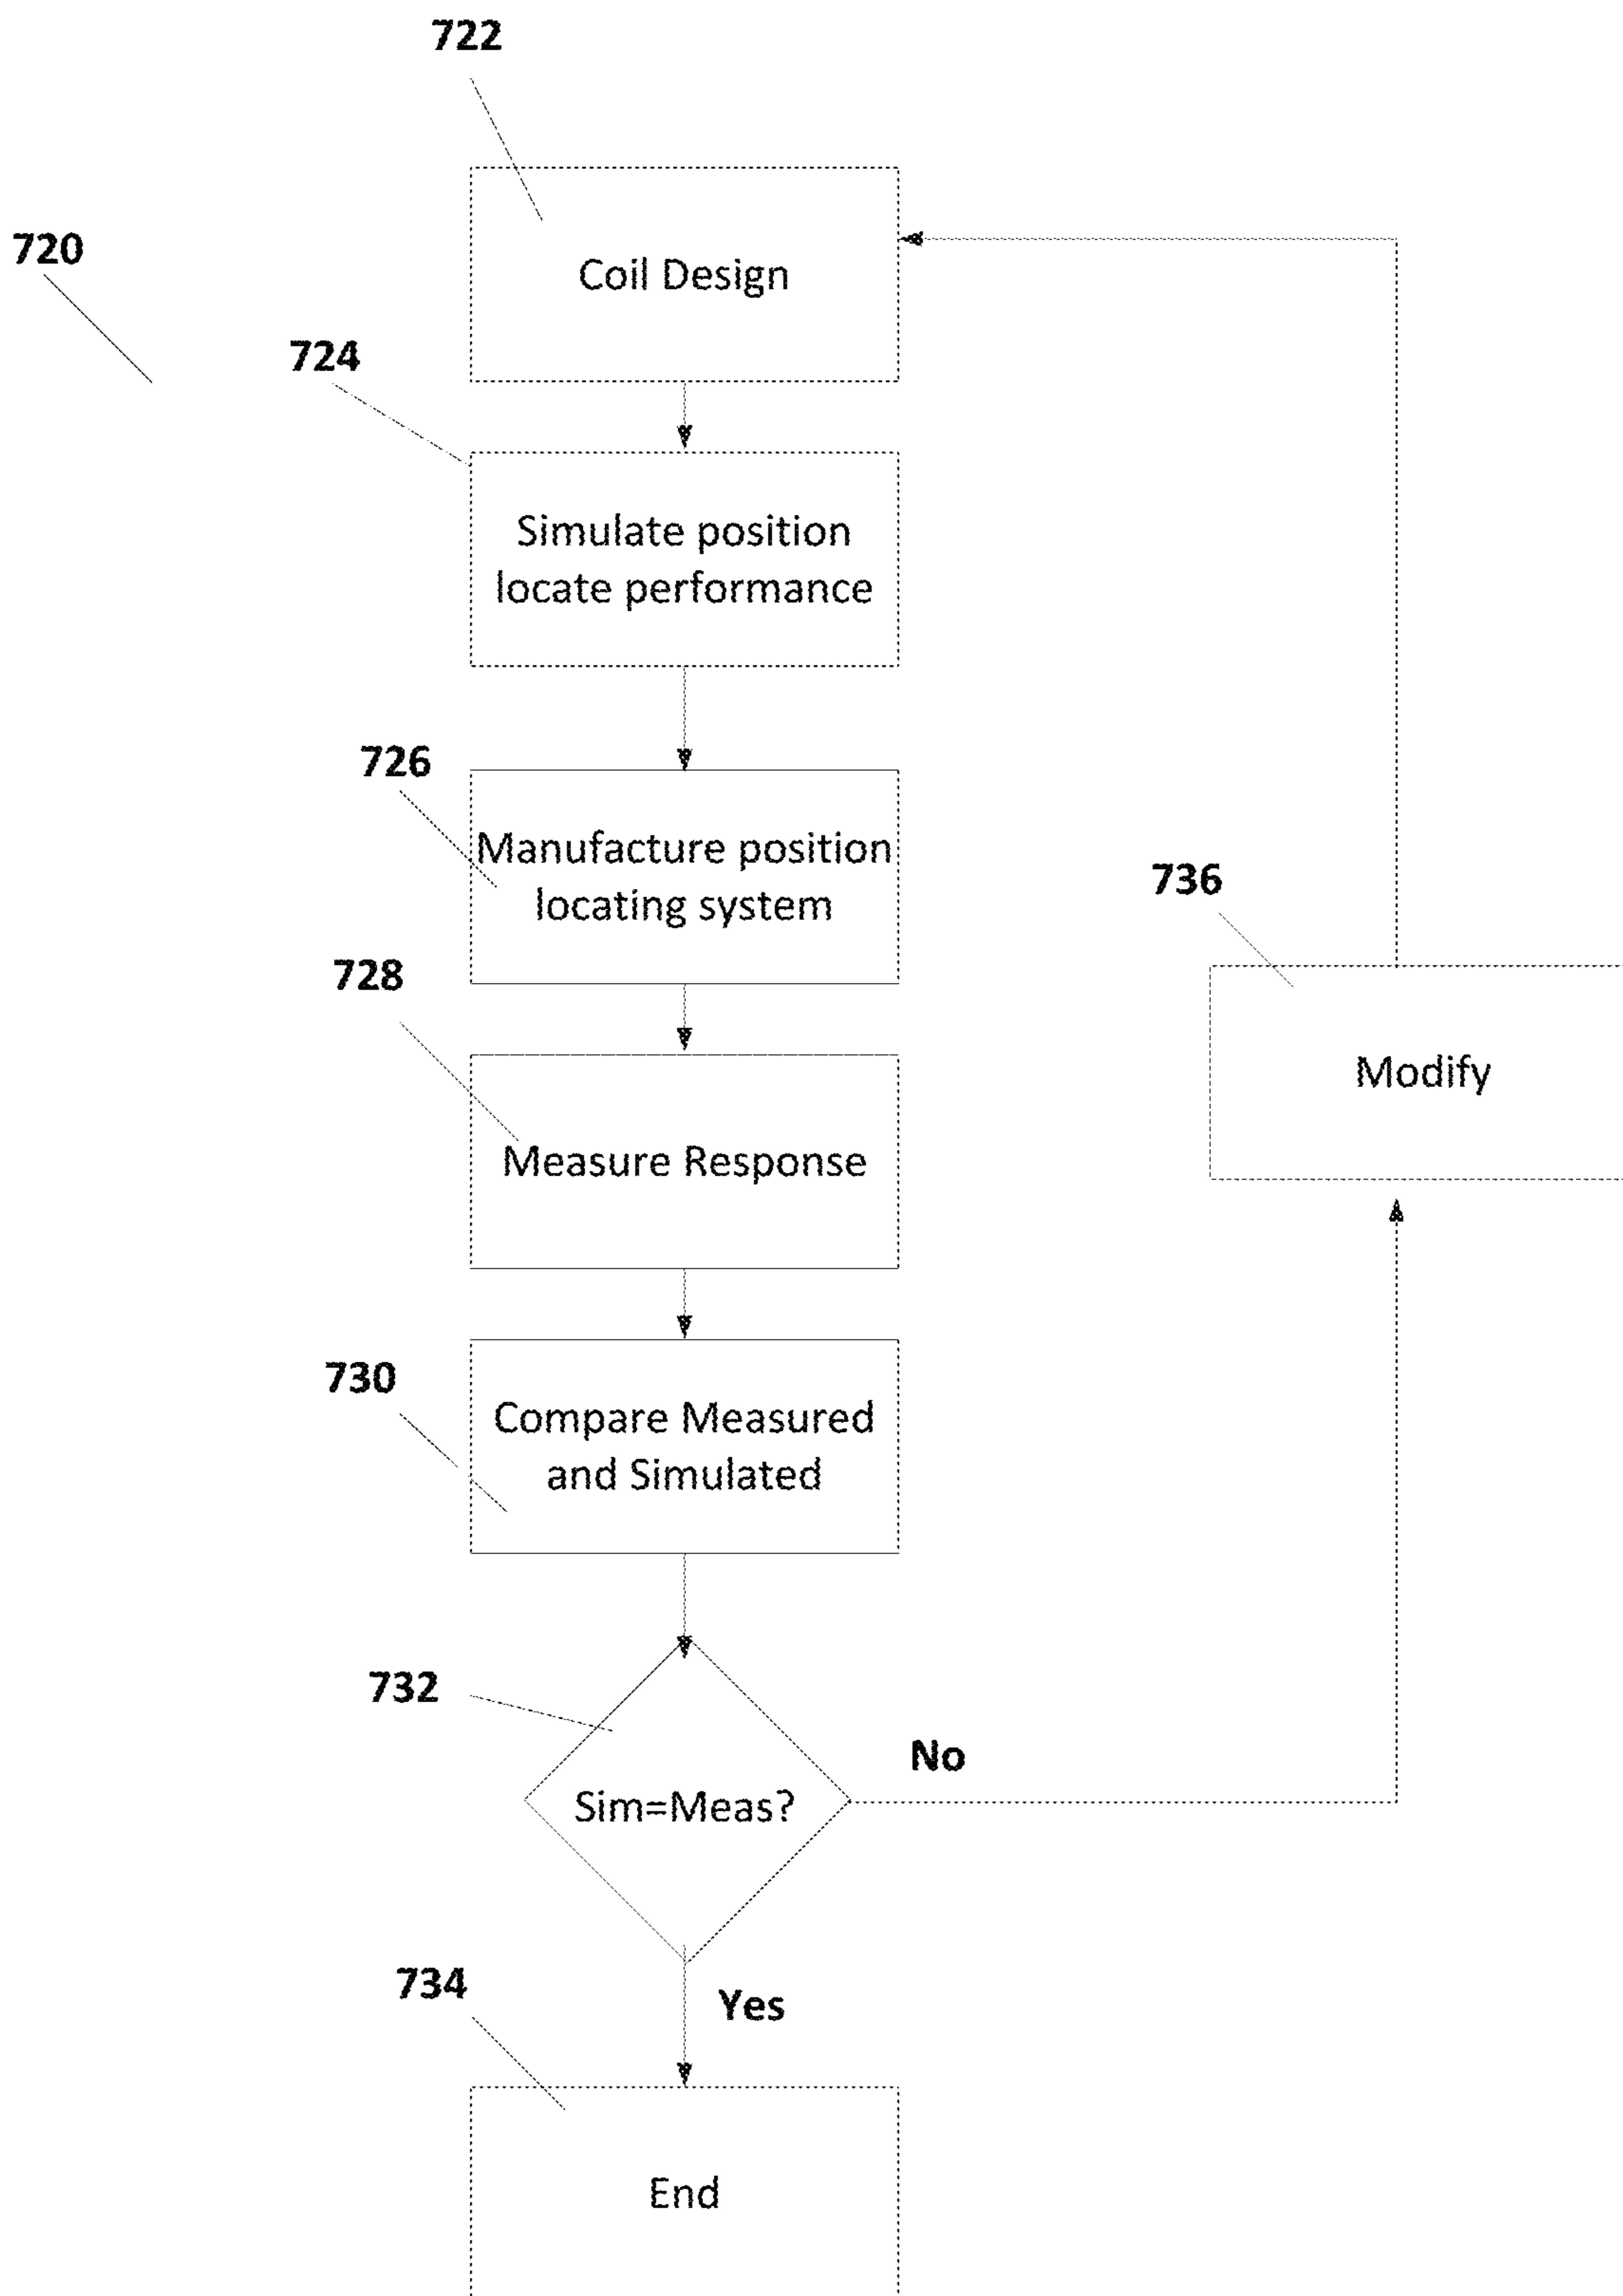 722
720
Coil Design
724
Simulate position
locate performance
726
Manufacture position
locating system
736
728
Modify
Measure Response
730
Compare Measured
and Simulated
732
No
Sim=Meas?
734
Yes
End